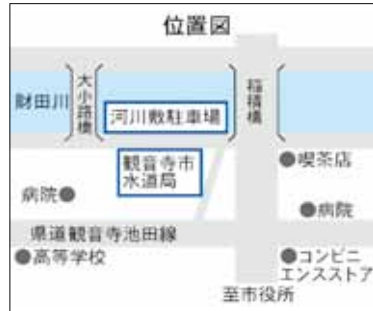 位置図
財田川
大小路橋
河川敷駐車場
稲積橋
観音寺市
水道局
喫茶店
病院
病院
県道観音寺池田線
高等学校
コンビニ
エンスストア
至市役所